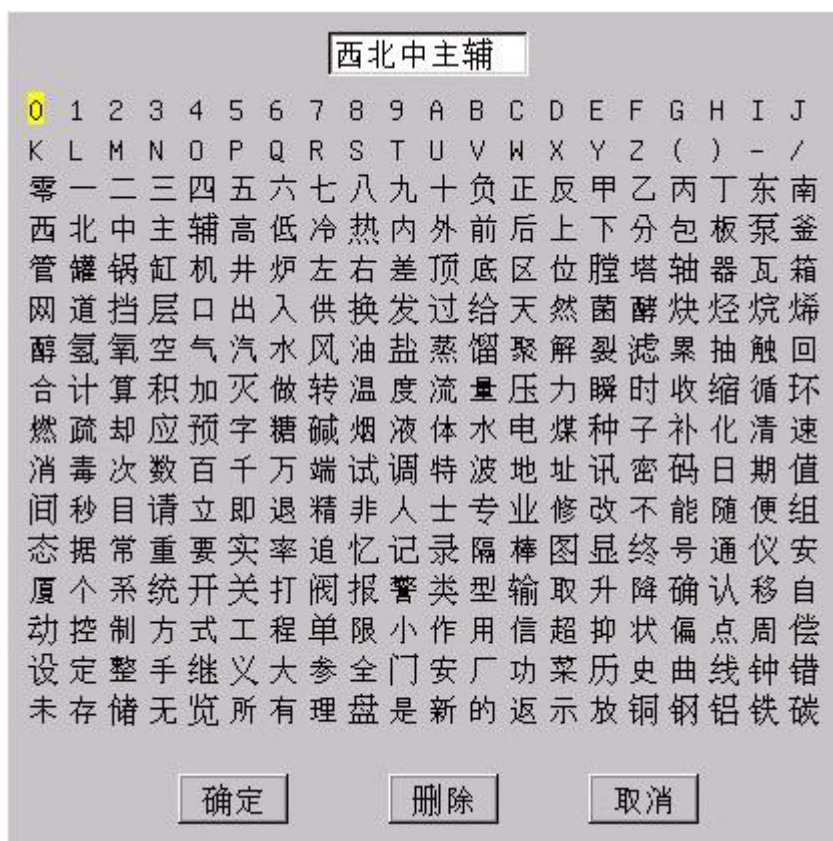 西北中主辅
0 1 2 3 4 5 6 7 8 9 A B C D E F G H I J
K L M N O P Q R S T U V W X Y Z ( ) - /
零 一 二 三 四 五 六 七 八 九 十 负 正 反 甲 乙 丙 丁 东 南
西 北 中 主 辅 高 低 冷 热 内 外 前 后 上 下 分 包 板 泵 釜
管 罐 锅 缸 机 井 炉 左 右 差 顶 底 区 位 膛 塔 轴 器 瓦 箱
网 道 挡 层 口 出 入 供 换 发 过 给 天 然 菌 酵 炔 烃 烷 烯
醇 氢 氧 空 气 汽 水 风 油 盐 蒸 馏 聚 解 裂 滤 累 抽 触 回
合 计 算 积 加 灭 做 转 温 度 流 量 压 力 瞬 时 收 缩 循 环
燃 疏 却 应 预 字 糖 碱 烟 液 体 水 电 煤 种 子 补 化 清 速
消 毒 次 数 百 千 万 端 试 调 特 波 地 址 讯 密 码 日 期 值
间 秒 目 请 立 即 退 精 非 人 士 专 业 修 改 不 能 随 便 组
态 据 常 重 要 实 率 追 忆 记 录 隔 棒 图 显 终 号 通 仪 安
厦 个 系 统 开 关 打 阀 报 警 类 型 输 取 升 降 确 认 移 自
动 控 制 方 式 工 程 单 限 小 作 用 信 超 抑 状 偏 点 周 偿
设 定 整 手 继 义 大 参 全 门 安 厂 功 菜 历 史 曲 线 钟 错
未 存 储 无 览 所 有 理 盘 是 新 的 返 示 放 铜 钢 铝 铁 碳
确定 删除 取消